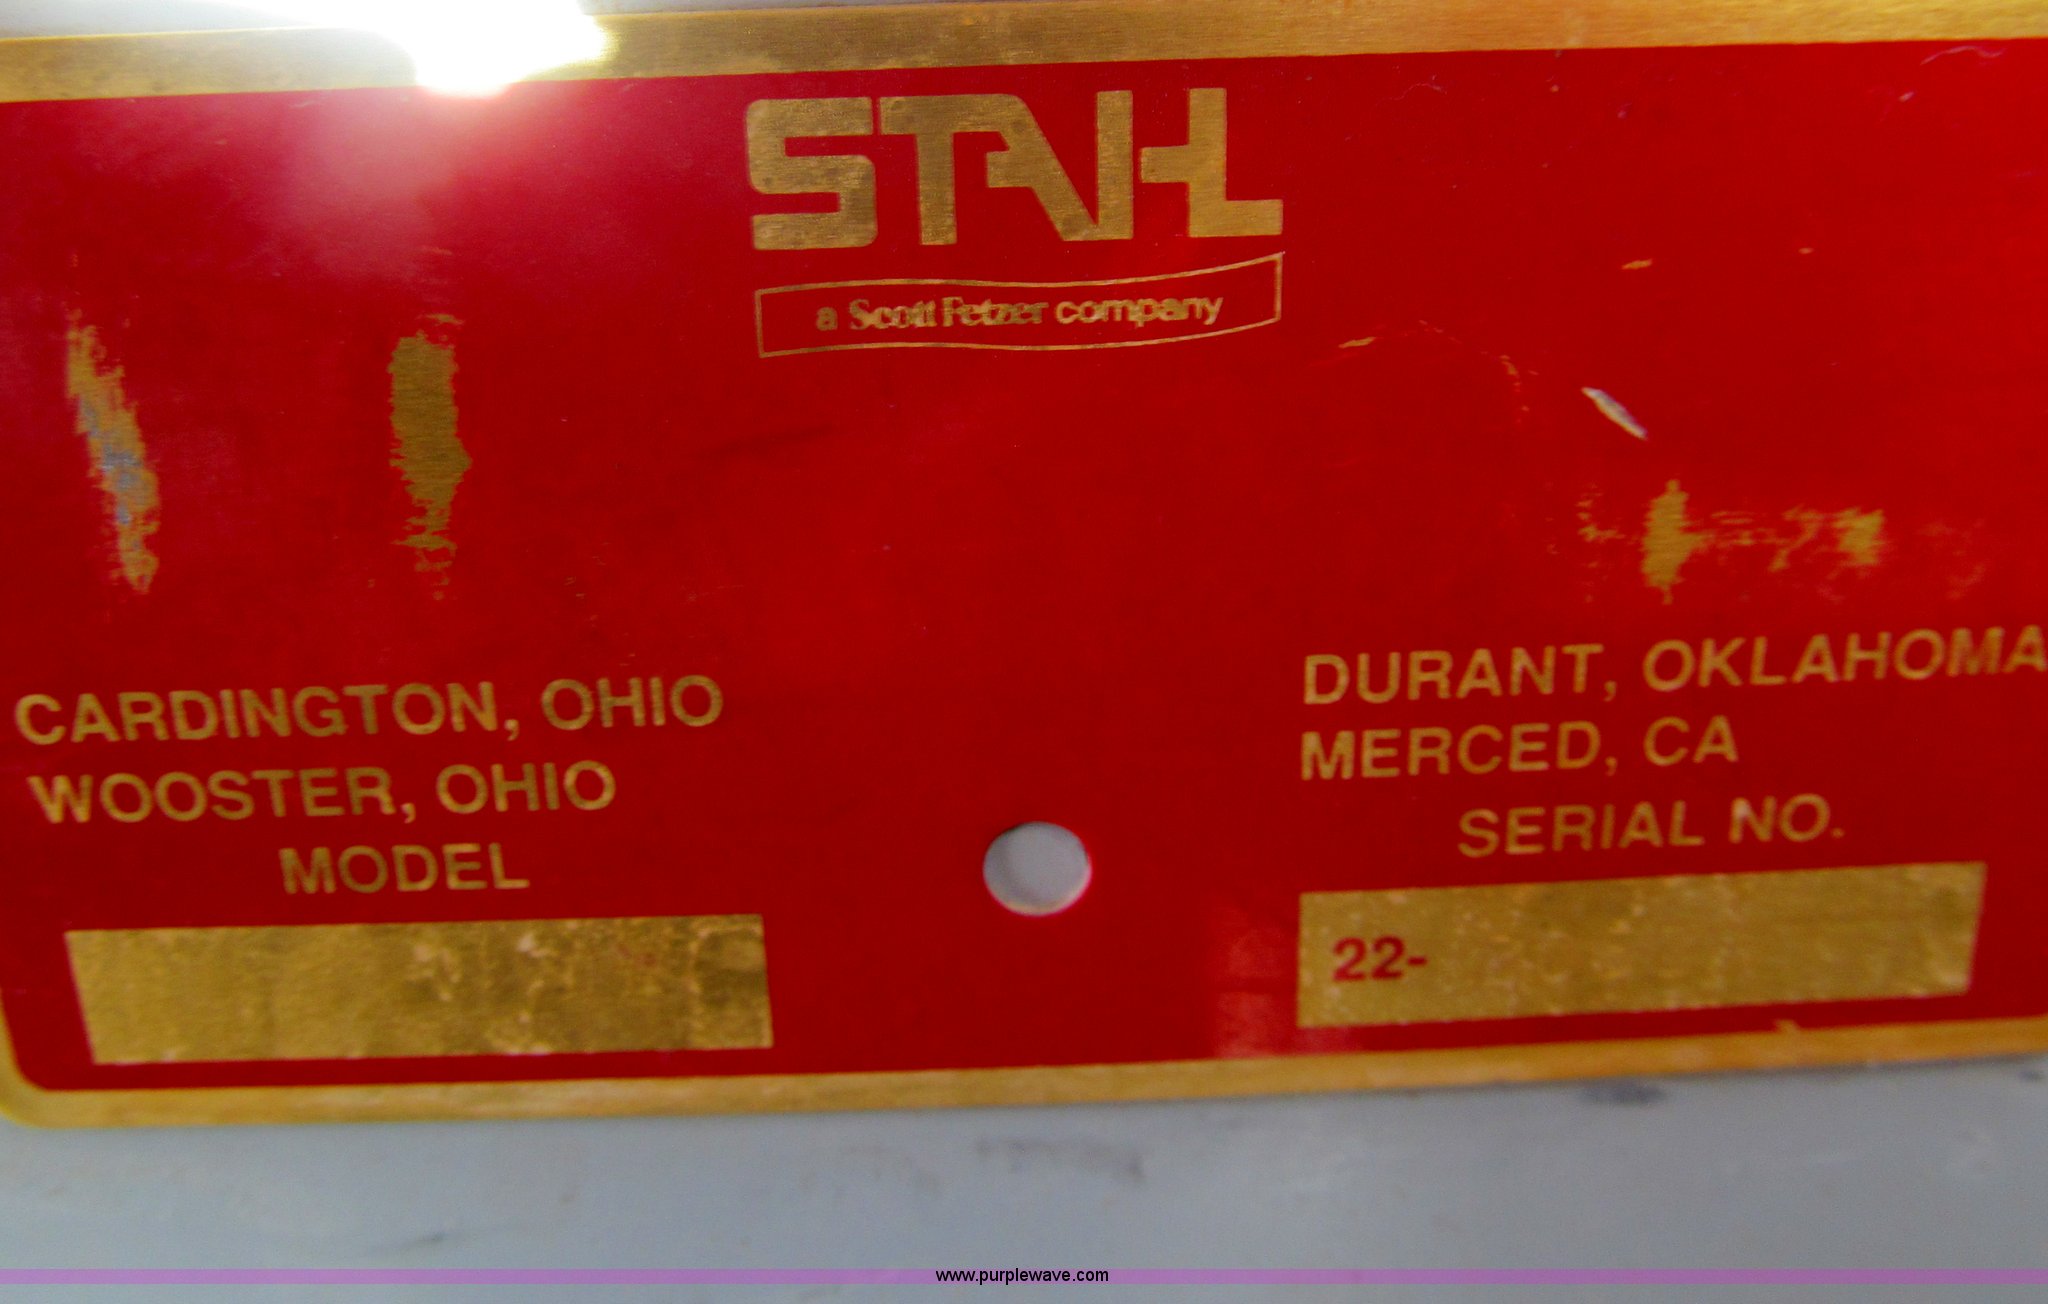 STAHL
a Scott Fetzer company
CARDINGTON, OHIO
WOOSTER, OHIO
MODEL
DURANT, OKLAHOMA
MERCED, CA
SERIAL NO.
22-
www.purplewave.com